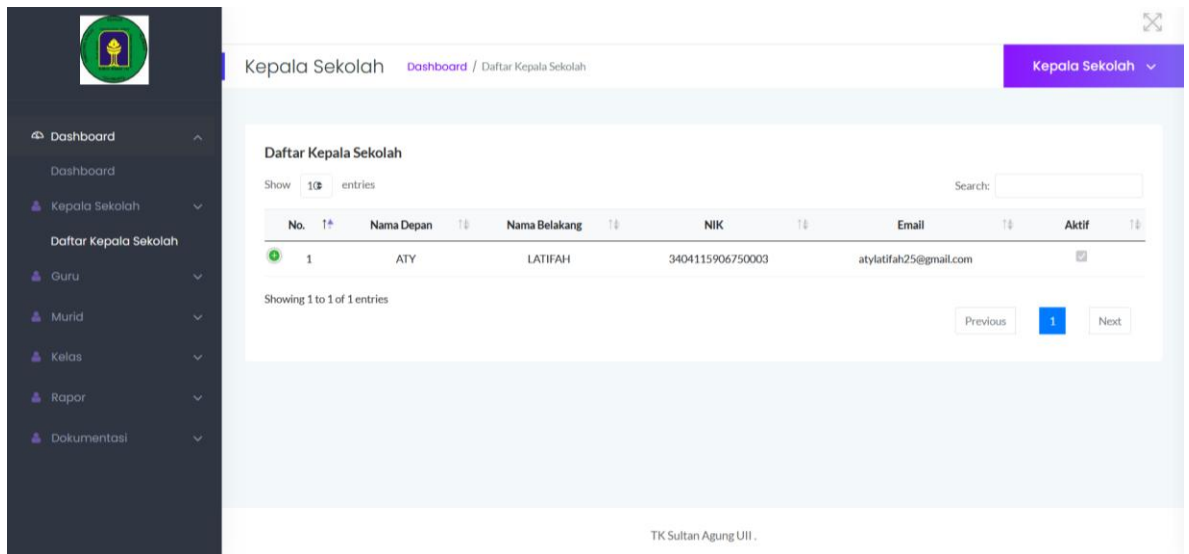 Kepala Sekolah Dashboard / Daftar Kepala Sekolah
Kepala Sekolah
Dashboard
Dashboard
Kepala Sekolah
Daftar Kepala Sekolah
Guru
Murid
Kelas
Rapor
Dokumentasi
Daftar Kepala Sekolah
Show 10 entries
Search:
No. Nama Depan Nama Belakang NIK Email Aktif
1 ATY LATIFAH 3404115906750003 atylatifah25@gmail.com
Showing 1 to 1 of 1 entries
Previous 1 Next
TK Sultan Agung UII .